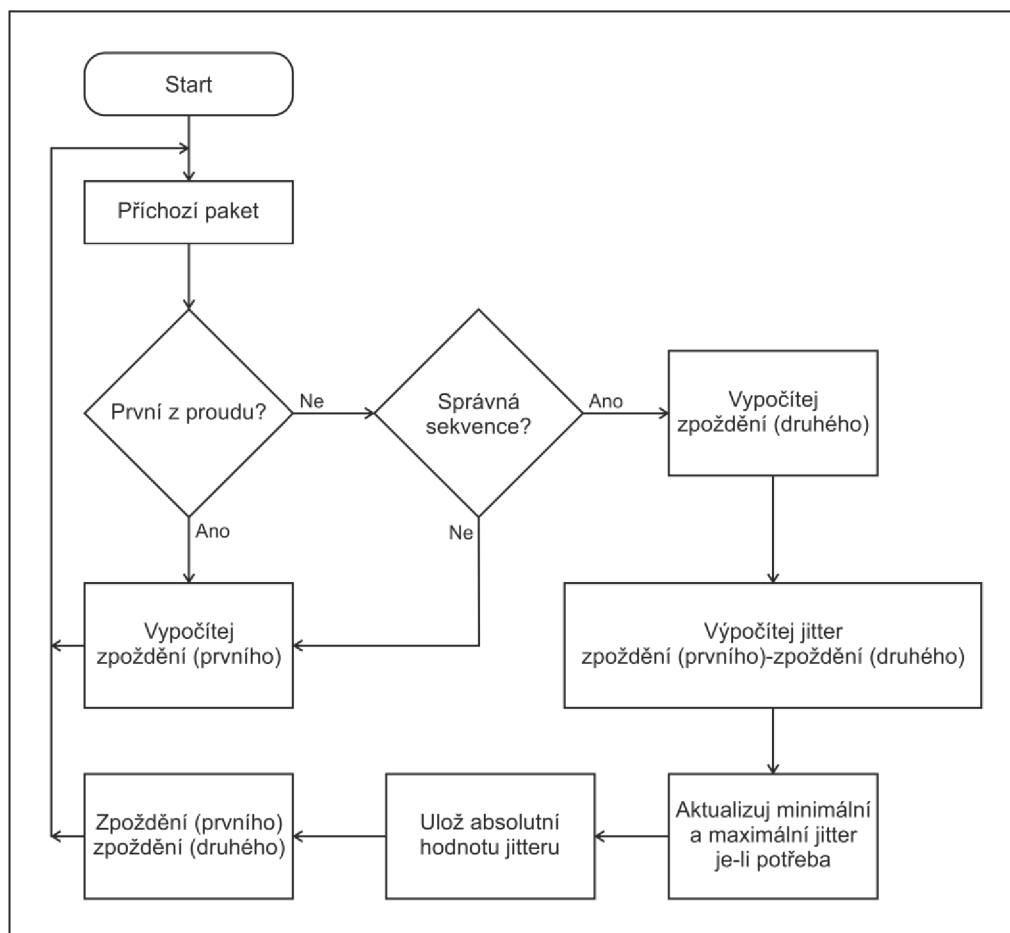 Start
Příchozí paket
První z proudu?
Ne
Správná
sekvence?
Ano
Vypočítej
zpoždění (druhého)
Ano
Ne
Vypočítej
zpoždění (prvního)
Výpočítej jitter
zpoždění (prvního)-zpoždění (druhého)
Zpoždění (prvního)
zpoždění (druhého)
Ulož absolutní
hodnotu jitteru
Aktualizuj minimální
a maximální jitter
je-li potřeba